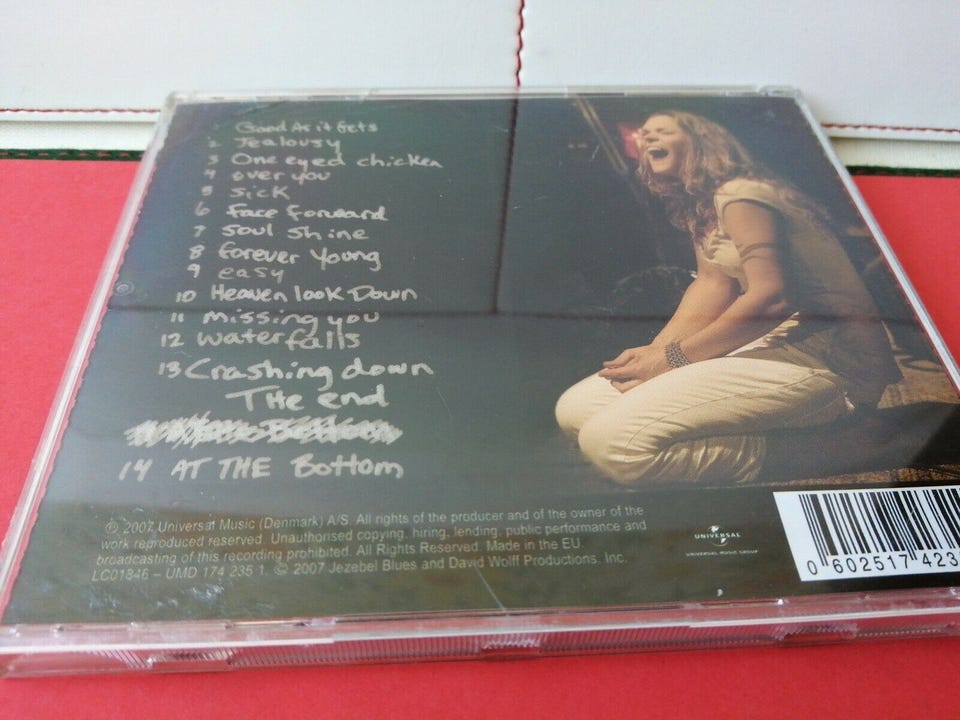 Good As it Gets
2 Jealousy
3 One eyed chicken
4 over you
5 Sick
6 Face forward
7 Soul Shine
8 forever Young
9 easy
10 Heaven look Down
11 missing you
12 waterfalls
13 Crashing down
THe end
14 AT THE Bottom
℗ 2007 Universal Music (Denmark) A/S. All rights of the producer and of the owner of the
work reproduced reserved. Unauthorised copying, hiring, lending, public performance and
broadcasting of this recording prohibited. All Rights Reserved. Made in the EU.
LC01846 – UMD 174 235 1. © 2007 Jezebel Blues and David Wolff Productions, Inc.
UNIVERSAL
UNIVERSAL MUSIC GROUP
0 602517 423